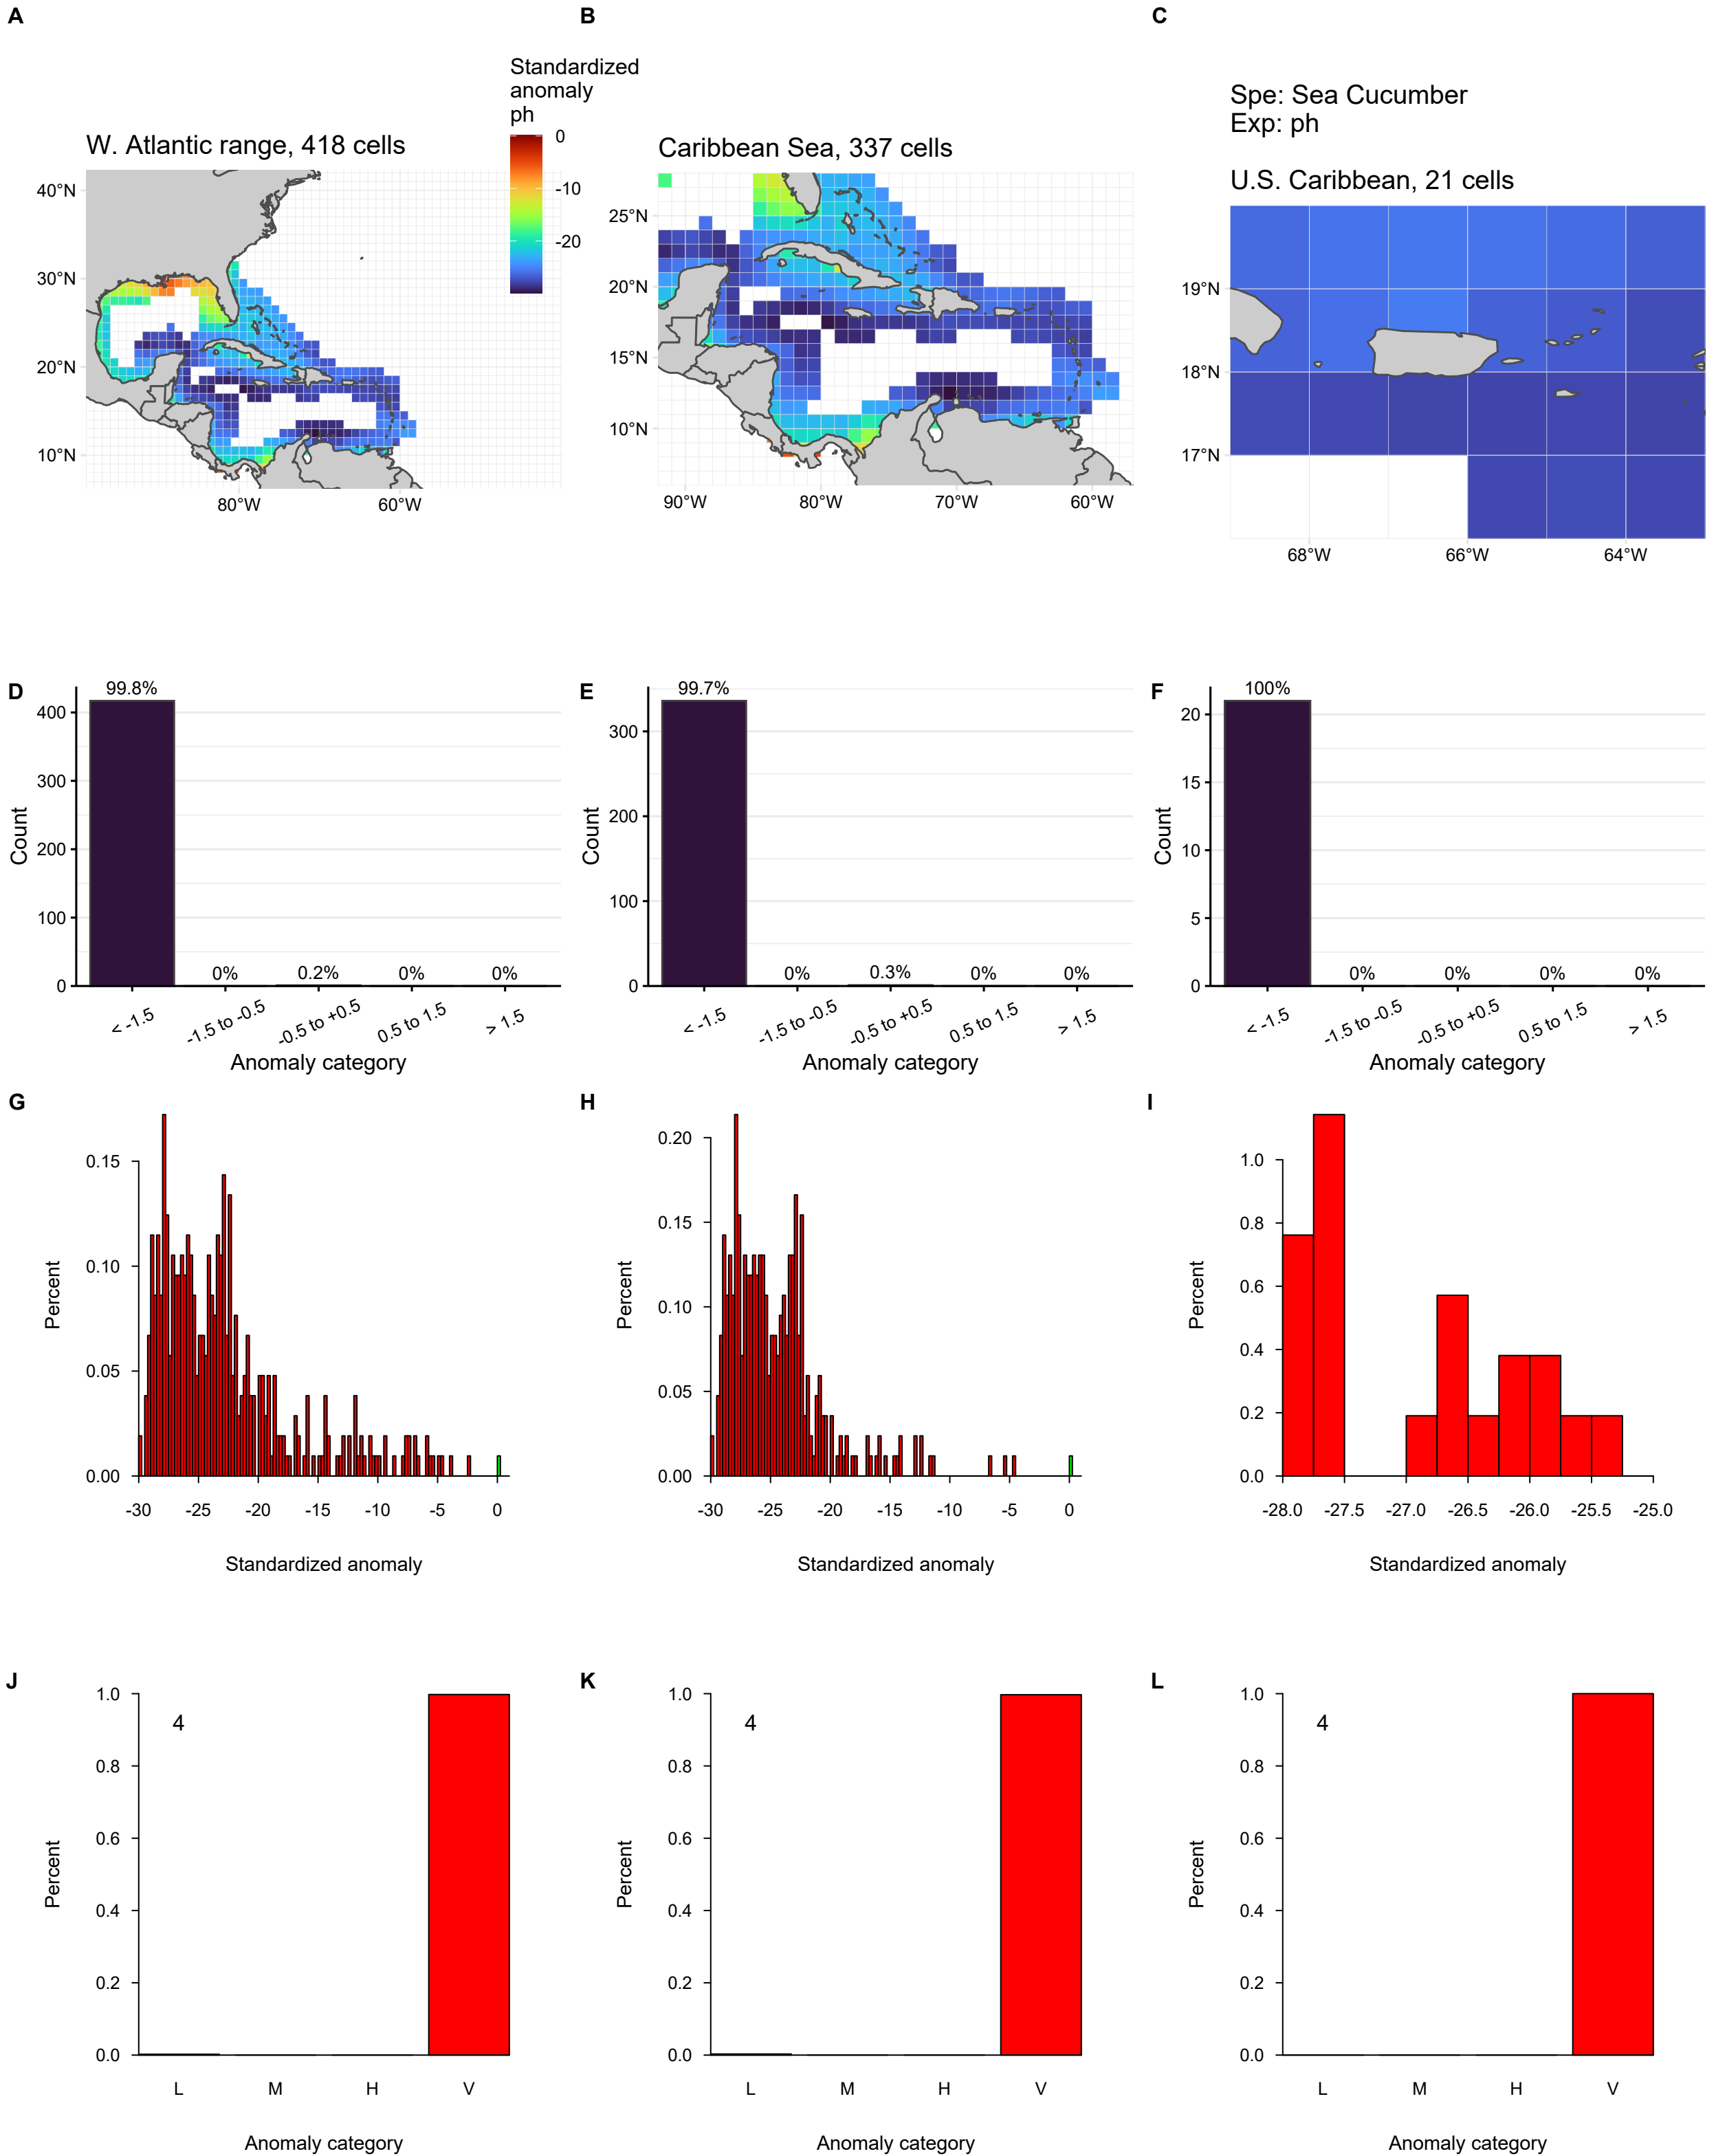 A
B
C
Standardized
anomaly
ph
0
-10
-20
W. Atlantic range, 418 cells
40°N
30°N
20°N
10°N
80°W
60°W
Caribbean Sea, 337 cells
25°N
20°N
15°N
10°N
90°W
80°W
70°W
60°W
Spe: Sea Cucumber
Exp: ph
U.S. Caribbean, 21 cells
19°N
18°N
17°N
68°W
66°W
64°W
D
99.8%
0%
0.2%
0%
0%
400
300
200
100
0
Count
< -1.5
-1.5 to -0.5
-0.5 to +0.5
0.5 to 1.5
> 1.5
Anomaly category
E
99.7%
0%
0.3%
0%
0%
300
200
100
0
Count
< -1.5
-1.5 to -0.5
-0.5 to +0.5
0.5 to 1.5
> 1.5
Anomaly category
F
100%
0%
0%
0%
0%
20
15
10
5
0
Count
< -1.5
-1.5 to -0.5
-0.5 to +0.5
0.5 to 1.5
> 1.5
Anomaly category
G
0.15
0.10
0.05
0.00
Percent
-30
-25
-20
-15
-10
-5
0
Standardized anomaly
H
0.20
0.15
0.10
0.05
0.00
Percent
-30
-25
-20
-15
-10
-5
0
Standardized anomaly
I
1.0
0.8
0.6
0.4
0.2
0.0
Percent
-28.0
-27.5
-27.0
-26.5
-26.0
-25.5
-25.0
Standardized anomaly
J
4
1.0
0.8
0.6
0.4
0.2
0.0
Percent
L
M
H
V
Anomaly category
K
4
1.0
0.8
0.6
0.4
0.2
0.0
Percent
L
M
H
V
Anomaly category
L
4
1.0
0.8
0.6
0.4
0.2
0.0
Percent
L
M
H
V
Anomaly category